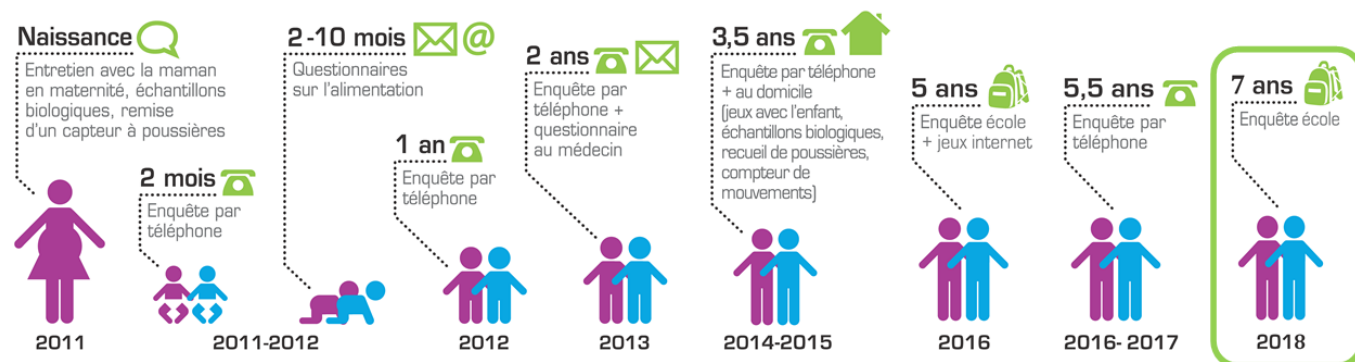 Naissance
Entretien avec la maman
en maternité, échantillons
biologiques, remise
d'un capteur à poussières
2 mois
Enquête par
téléphone
2-10 mois @
Questionnaires
sur l'alimentation
1 an
Enquête par
téléphone
2 ans
Enquête par
téléphone +
questionnaire
au médecin
3,5 ans
Enquête par téléphone
+ au domicile
(jeux avec l'enfant,
échantillons biologiques,
recueil de poussières,
compteur de
mouvements)
5 ans
Enquête école
+ jeux internet
5,5 ans
Enquête par
téléphone
7 ans
Enquête école
2011
2011-2012
2012
2013
2014-2015
2016
2016- 2017
2018